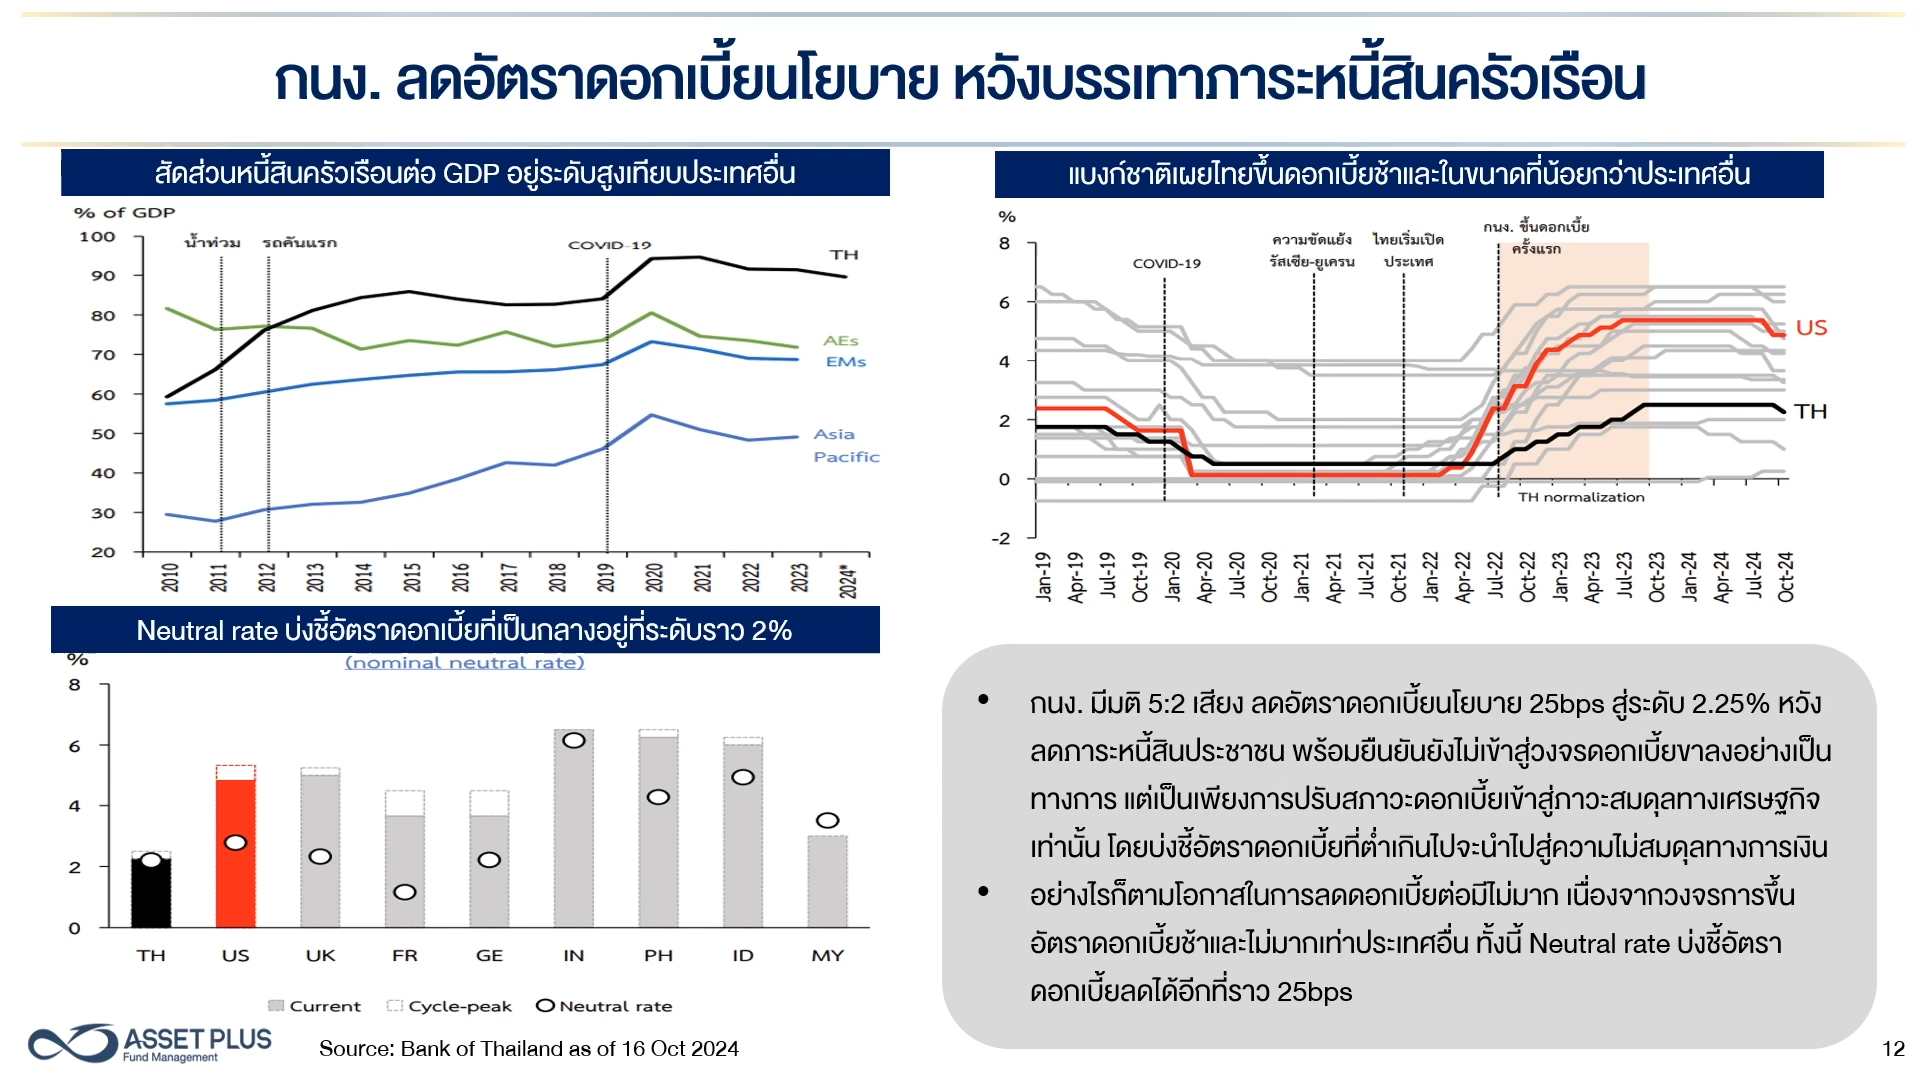 กนง. ลดอัตราดอกเบี้ยนโยบาย หวังบรรเทาภาระหนี้สินครัวเรือน
สัดส่วนหนี้สินครัวเรือนต่อ GDP อยู่ระดับสูงเทียบประเทศอื่น
% of GDP
100
90
80
70
60
50
40
30
20
น้ำท่วม
รถคันแรก
COVID-19
TH
AEs
EMs
Asia
Pacific
2010
2011
2012
2013
2014
2015
2016
2017
2018
2019
2020
2021
2022
2023
2024*
แบงก์ชาติเผยไทยขึ้นดอกเบี้ยช้าและในขนาดที่น้อยกว่าประเทศอื่น
%
8
6
4
2
0
-2
COVID-19
ความขัดแย้ง
รัสเซีย-ยูเครน
ไทยเริ่มเปิด
ประเทศ
กนง. ขึ้นดอกเบี้ย
ครั้งแรก
US
TH
TH normalization
Jan-19
Apr-19
Jul-19
Oct-19
Jan-20
Apr-20
Jul-20
Oct-20
Jan-21
Apr-21
Jul-21
Oct-21
Jan-22
Apr-22
Jul-22
Oct-22
Jan-23
Apr-23
Jul-23
Oct-23
Jan-24
Apr-24
Jul-24
Oct-24
Neutral rate บ่งชี้อัตราดอกเบี้ยที่เป็นกลางอยู่ที่ระดับราว 2%
(nominal neutral rate)
%
8
6
4
2
0
TH
US
UK
FR
GE
IN
PH
ID
MY
Current
Cycle-peak
Neutral rate
• กนง. มีมติ 5:2 เสียง ลดอัตราดอกเบี้ยนโยบาย 25bps สู่ระดับ 2.25% หวัง
ลดภาระหนี้สินประชาชน พร้อมยืนยันยังไม่เข้าสู่วงจรดอกเบี้ยขาลงอย่างเป็น
ทางการ แต่เป็นเพียงการปรับสภาวะดอกเบี้ยเข้าสู่ภาวะสมดุลทางเศรษฐกิจ
เท่านั้น โดยบ่งชี้อัตราดอกเบี้ยที่ต่ำเกินไปจะนำไปสู่ความไม่สมดุลทางการเงิน
• อย่างไรก็ตามโอกาสในการลดดอกเบี้ยต่อมีไม่มาก เนื่องจากวงจรการขึ้น
อัตราดอกเบี้ยช้าและไม่มากเท่าประเทศอื่น ทั้งนี้ Neutral rate บ่งชี้อัตรา
ดอกเบี้ยลดได้อีกที่ราว 25bps
ASSET PLUS
Fund Management
Source: Bank of Thailand as of 16 Oct 2024
12